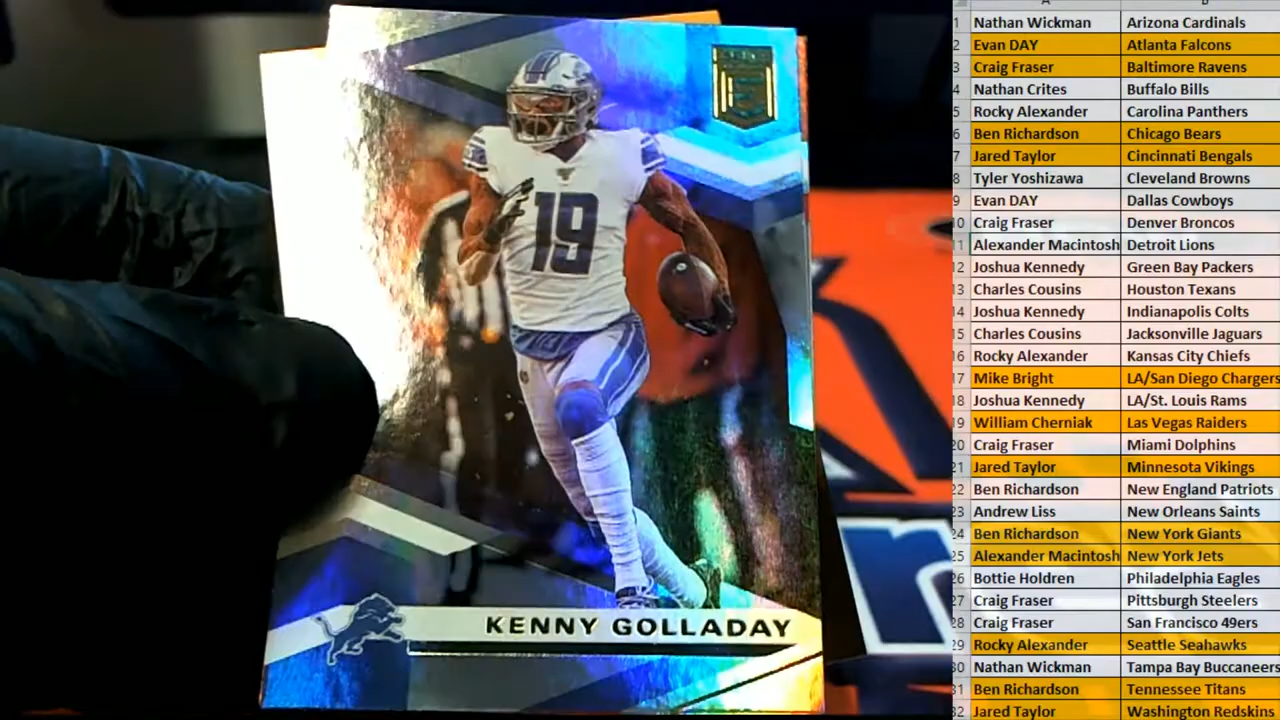 19
KENNY GOLLADAY
A B
1 Nathan Wickman Arizona Cardinals
2 Evan DAY Atlanta Falcons
3 Craig Fraser Baltimore Ravens
4 Nathan Crites Buffalo Bills
5 Rocky Alexander Carolina Panthers
6 Ben Richardson Chicago Bears
7 Jared Taylor Cincinnati Bengals
8 Tyler Yoshizawa Cleveland Browns
9 Evan DAY Dallas Cowboys
10 Craig Fraser Denver Broncos
11 Alexander Macintosh Detroit Lions
12 Joshua Kennedy Green Bay Packers
13 Charles Cousins Houston Texans
14 Joshua Kennedy Indianapolis Colts
15 Charles Cousins Jacksonville Jaguars
16 Rocky Alexander Kansas City Chiefs
17 Mike Bright LA/San Diego Chargers
18 Joshua Kennedy LA/St. Louis Rams
19 William Cherniak Las Vegas Raiders
20 Craig Fraser Miami Dolphins
21 Jared Taylor Minnesota Vikings
22 Ben Richardson New England Patriots
23 Andrew Liss New Orleans Saints
24 Ben Richardson New York Giants
25 Alexander Macintosh New York Jets
26 Bottie Holdren Philadelphia Eagles
27 Craig Fraser Pittsburgh Steelers
28 Craig Fraser San Francisco 49ers
29 Rocky Alexander Seattle Seahawks
30 Nathan Wickman Tampa Bay Buccaneers
31 Ben Richardson Tennessee Titans
32 Jared Taylor Washington Redskins